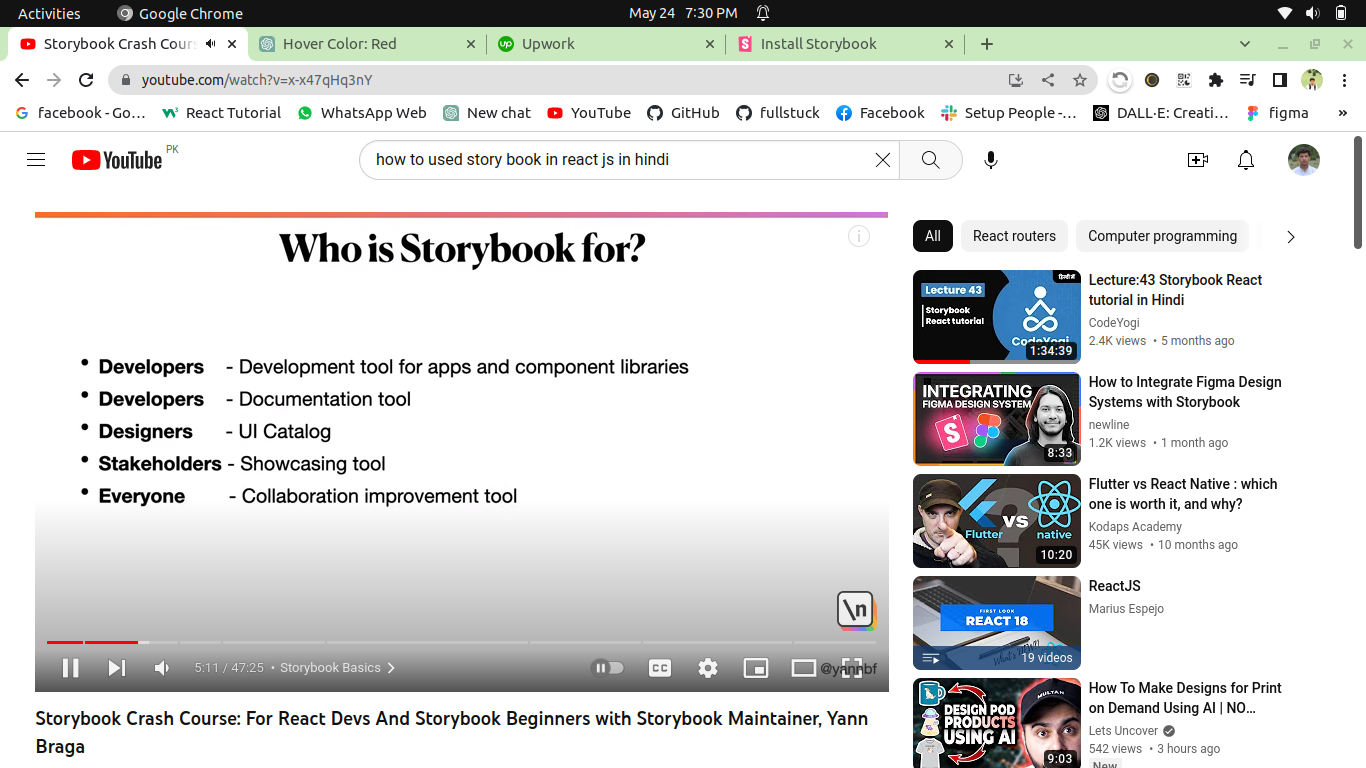 Activities Google Chrome May 24 7:30 PM
Storybook Crash Cours Hover Color: Red Upwork Install Storybook
youtube.com/watch?v=x-x47qHq3nY
facebook - Go... React Tutorial WhatsApp Web New chat YouTube GitHub fullstuck Facebook Setup People -... DALL·E: Creati... figma »
YouTube PK how to used story book in react js in hindi
Who is Storybook for?
• Developers - Development tool for apps and component libraries
• Developers - Documentation tool
• Designers - UI Catalog
• Stakeholders - Showcasing tool
• Everyone - Collaboration improvement tool
\n
5:11 / 47:25 • Storybook Basics CC @yannbf
Storybook Crash Course: For React Devs And Storybook Beginners with Storybook Maintainer, Yann
Braga
All React routers Computer programming
Lecture 43
Storybook
React tutorial
CodeYogi
1:34:39
Lecture:43 Storybook React
tutorial in Hindi
CodeYogi
2.4K views • 5 months ago
INTEGRATING
FIGMA DESIGN SYSTEM
8:33
How to Integrate Figma Design
Systems with Storybook
newline
1.2K views • 1 month ago
VS
Flutter native
10:20
Flutter vs React Native : which
one is worth it, and why?
Kodaps Academy
45K views • 10 months ago
FIRST LOOK
REACT 18
19 videos
ReactJS
Marius Espejo
DESIGN POD
PRODUCTS
USING AI
MULTAN
9:03
How To Make Designs for Print
on Demand Using AI | NO...
Lets Uncover
542 views • 3 hours ago
New